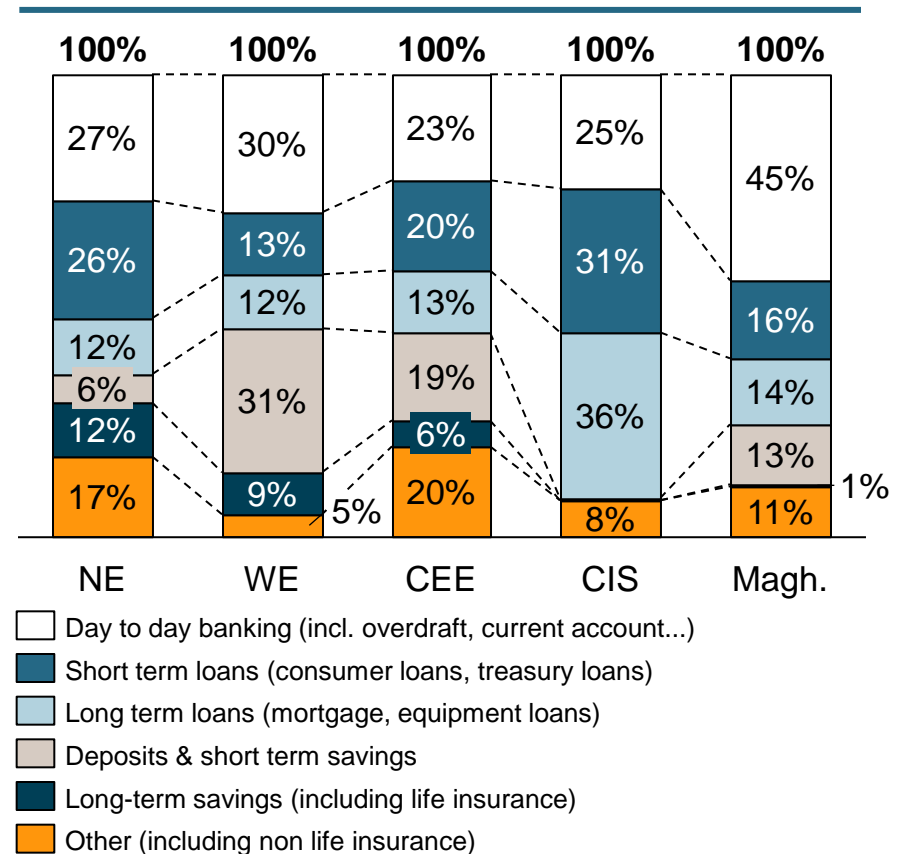 100% 100% 100% 100% 100%
27% 30% 23% 25% 45%
26% 13% 20% 31% 16%
12% 12% 13% 36% 14%
6% 31% 19% 13%
12% 9% 6% 1%
17% 5% 20% 8% 11%
NE WE CEE CIS Magh.
Day to day banking (incl. overdraft, current account...)
Short term loans (consumer loans, treasury loans)
Long term loans (mortgage, equipment loans)
Deposits & short term savings
Long-term savings (including life insurance)
Other (including non life insurance)